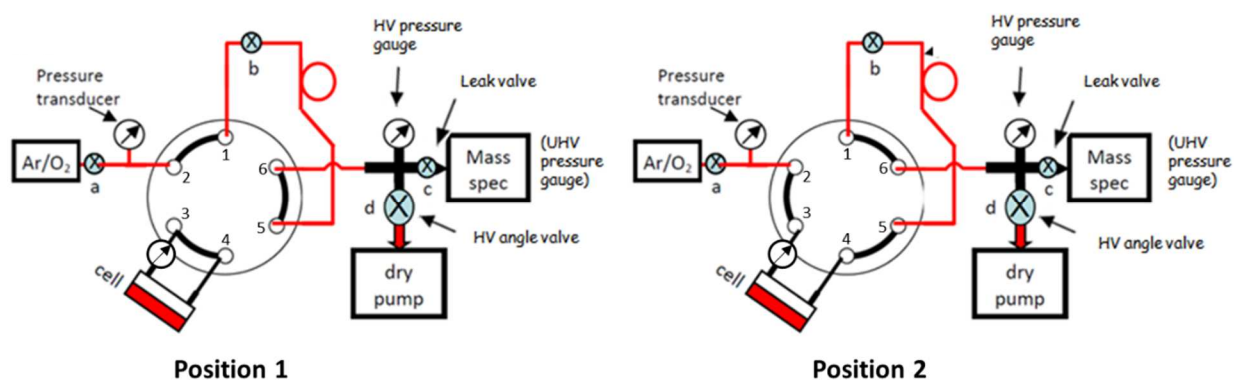 HV pressure
gauge
Pressure
transducer
b
Leak valve
Ar/O2
a
1
2
3
4
5
6
Mass
spec
(UHV
pressure
gauge)
c
d
HV angle valve
cell
dry
pump
Position 1
HV pressure
gauge
Pressure
transducer
b
Leak valve
Ar/O2
a
1
2
3
4
5
6
Mass
spec
(UHV
pressure
gauge)
c
d
HV angle valve
cell
dry
pump
Position 2